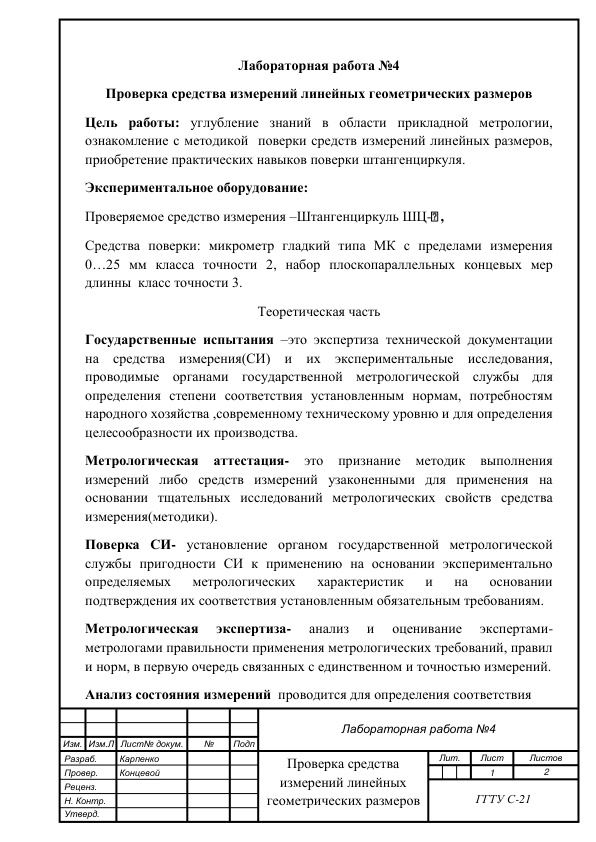 Лабораторная работа №4
Проверка средства измерений линейных геометрических размеров
Цель работы: углубление знаний в области прикладной метрологии,
ознакомление с методикой поверки средств измерений линейных размеров,
приобретение практических навыков поверки штангенциркуля.
Экспериментальное оборудование:
Проверяемое средство измерения –Штангенциркуль ШЦ-,
Средства поверки: микрометр гладкий типа МК с пределами измерения
0…25 мм класса точности 2, набор плоскопараллельных концевых мер
длинны класс точности 3.
Теоретическая часть
Государственные испытания –это экспертиза технической документации
на средства измерения(СИ) и их экспериментальные исследования,
проводимые органами государственной метрологической службы для
определения степени соответствия установленным нормам, потребностям
народного хозяйства ,современному техническому уровню и для определения
целесообразности их производства.
Метрологическая аттестация- это признание методик выполнения
измерений либо средств измерений узаконенными для применения на
основании тщательных исследований метрологических свойств средства
измерения(методики).
Поверка СИ- установление органом государственной метрологической
службы пригодности СИ к применению на основании экспериментально
определяемых метрологических характеристик и на основании
подтверждения их соответствия установленным обязательным требованиям.
Метрологическая экспертиза- анализ и оценивание экспертами-
метрологами правильности применения метрологических требований, правил
и норм, в первую очередь связанных с единственном и точностью измерений.
Анализ состояния измерений проводится для определения соответствия
Лабораторная работа №4
Изм. Изм.Л Лист№ докум. № Подп
Разраб. Карпенко
Провер. Концевой
Реценз.
Н. Контр.
Утверд.
Проверка средства
измерений линейных
геометрических размеров
Лит. Лист Листов
1 2
ГГТУ С-21